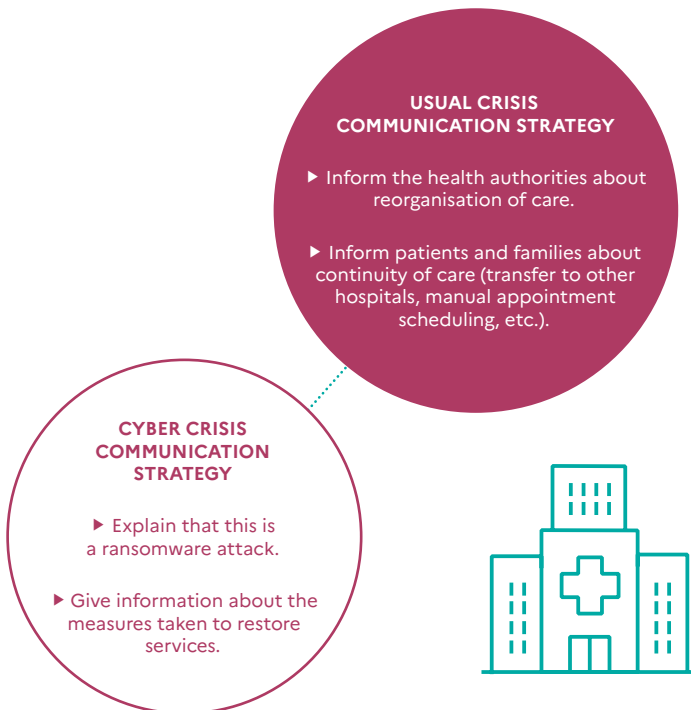 USUAL CRISIS
COMMUNICATION STRATEGY
▶ Inform the health authorities about
reorganisation of care.
▶ Inform patients and families about
continuity of care (transfer to other
hospitals, manual appointment
scheduling, etc.).
CYBER CRISIS
COMMUNICATION
STRATEGY
▶ Explain that this is
a ransomware attack.
▶ Give information about the
measures taken to restore
services.